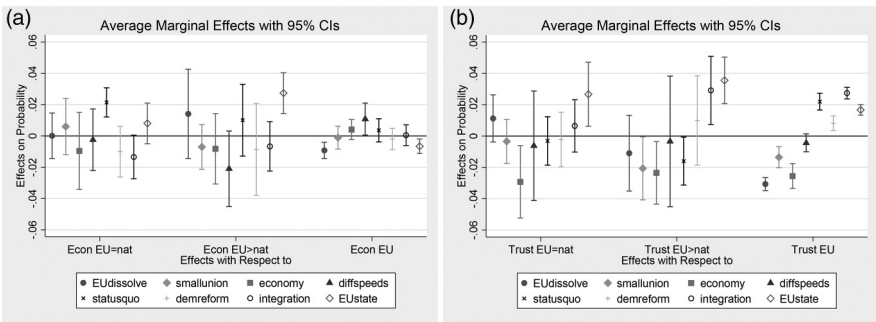 (a)
Average Marginal Effects with 95% CIs
Effects on Probability
.06
.04
.02
0
-.02
-.04
-.06
Econ EU=nat
Econ EU>nat
Econ EU
Effects with Respect to
EUdissolve
smallunion
economy
diffspeeds
statusquo
demreform
integration
EUstate
(b)
Average Marginal Effects with 95% CIs
Effects on Probability
.06
.04
.02
0
-.02
-.04
-.06
Trust EU=nat
Trust EU>nat
Trust EU
Effects with Respect to
EUdissolve
smallunion
economy
diffspeeds
statusquo
demreform
integration
EUstate